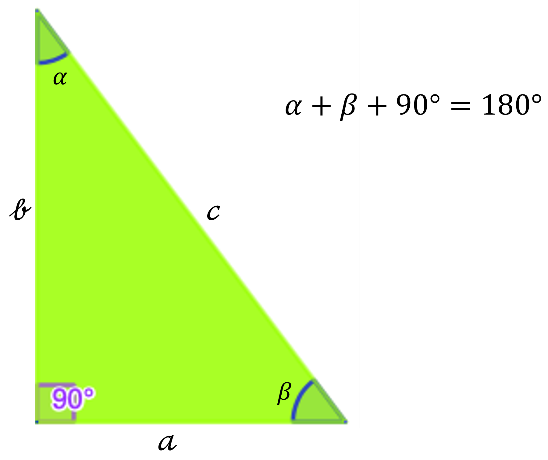 α
α + β + 90° = 180°
𝒷
c
90°
β
a